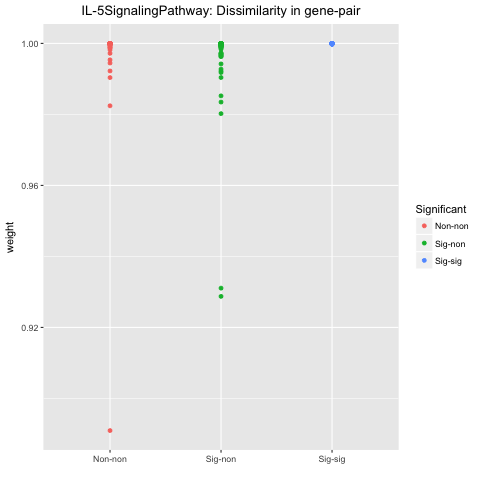 IL-5SignalingPathway: Dissimilarity in gene-pair
1.00
0.96
0.92
weight
Non-non
Sig-non
Sig-sig
Significant
Non-non
Sig-non
Sig-sig